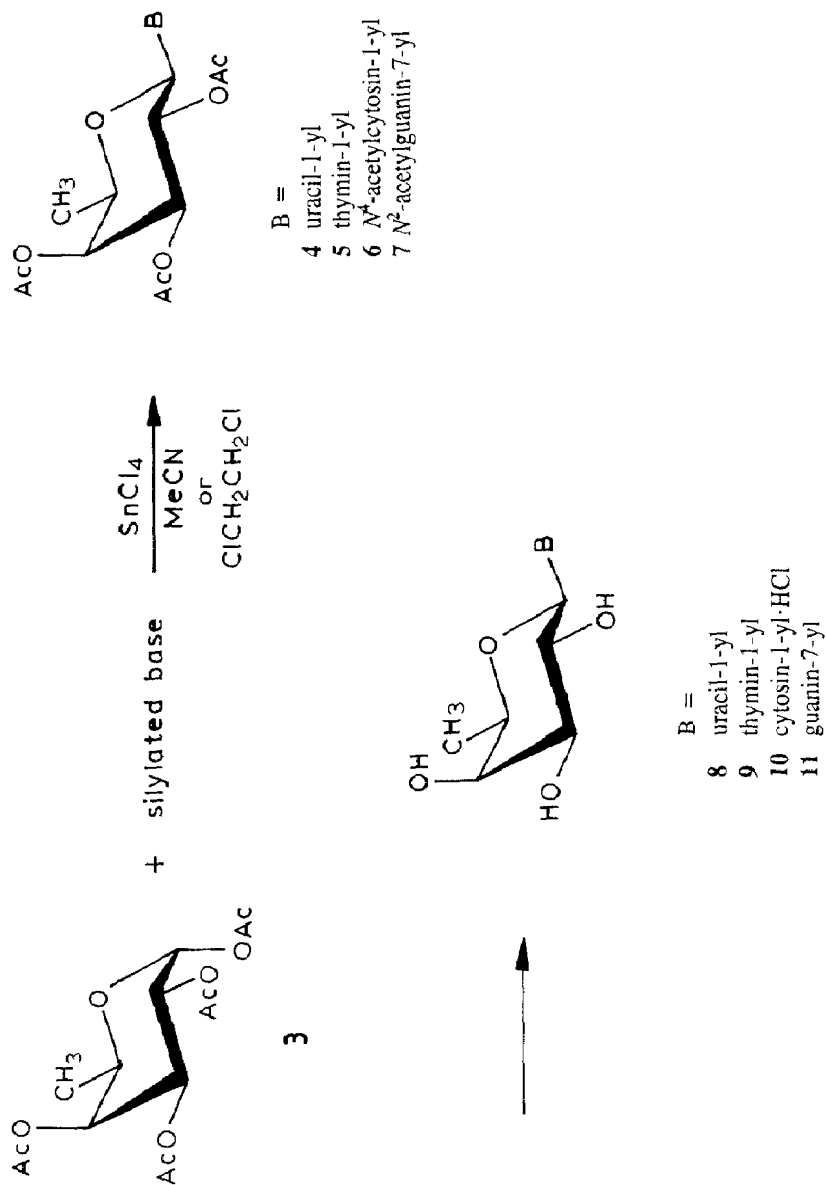 AcO
CH₃
O
AcO
AcO
OAc
3
+ silylated base
SnCl₄
MeCN
or
ClCH₂CH₂Cl
AcO
CH₃
O
B
AcO
OAc
B =
4 uracil-1-yl
5 thymin-1-yl
6 N⁴-acetylcytosin-1-yl
7 N²-acetylguanin-7-yl
OH
CH₃
O
B
HO
OH
B =
8 uracil-1-yl
9 thymin-1-yl
10 cytosin-1-yl·HCl
11 guanin-7-yl